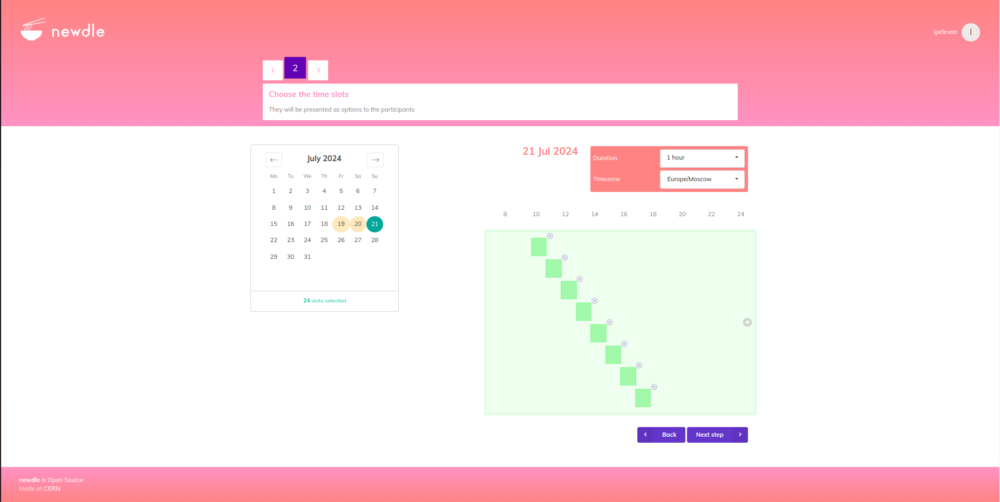 newdle
ipelevan I
1 2 3
Choose the time slots
They will be presented as options to the participants
July 2024
Mo Tu We Th Fr Sa Su
1 2 3 4 5 6 7
8 9 10 11 12 13 14
15 16 17 18 19 20 21
22 23 24 25 26 27 28
29 30 31
24 slots selected
21 Jul 2024
Duration 1 hour
Timezone Europe/Moscow
8 10 12 14 16 18 20 22 24
Back Next step
newdle is Open Source
Made at CERN